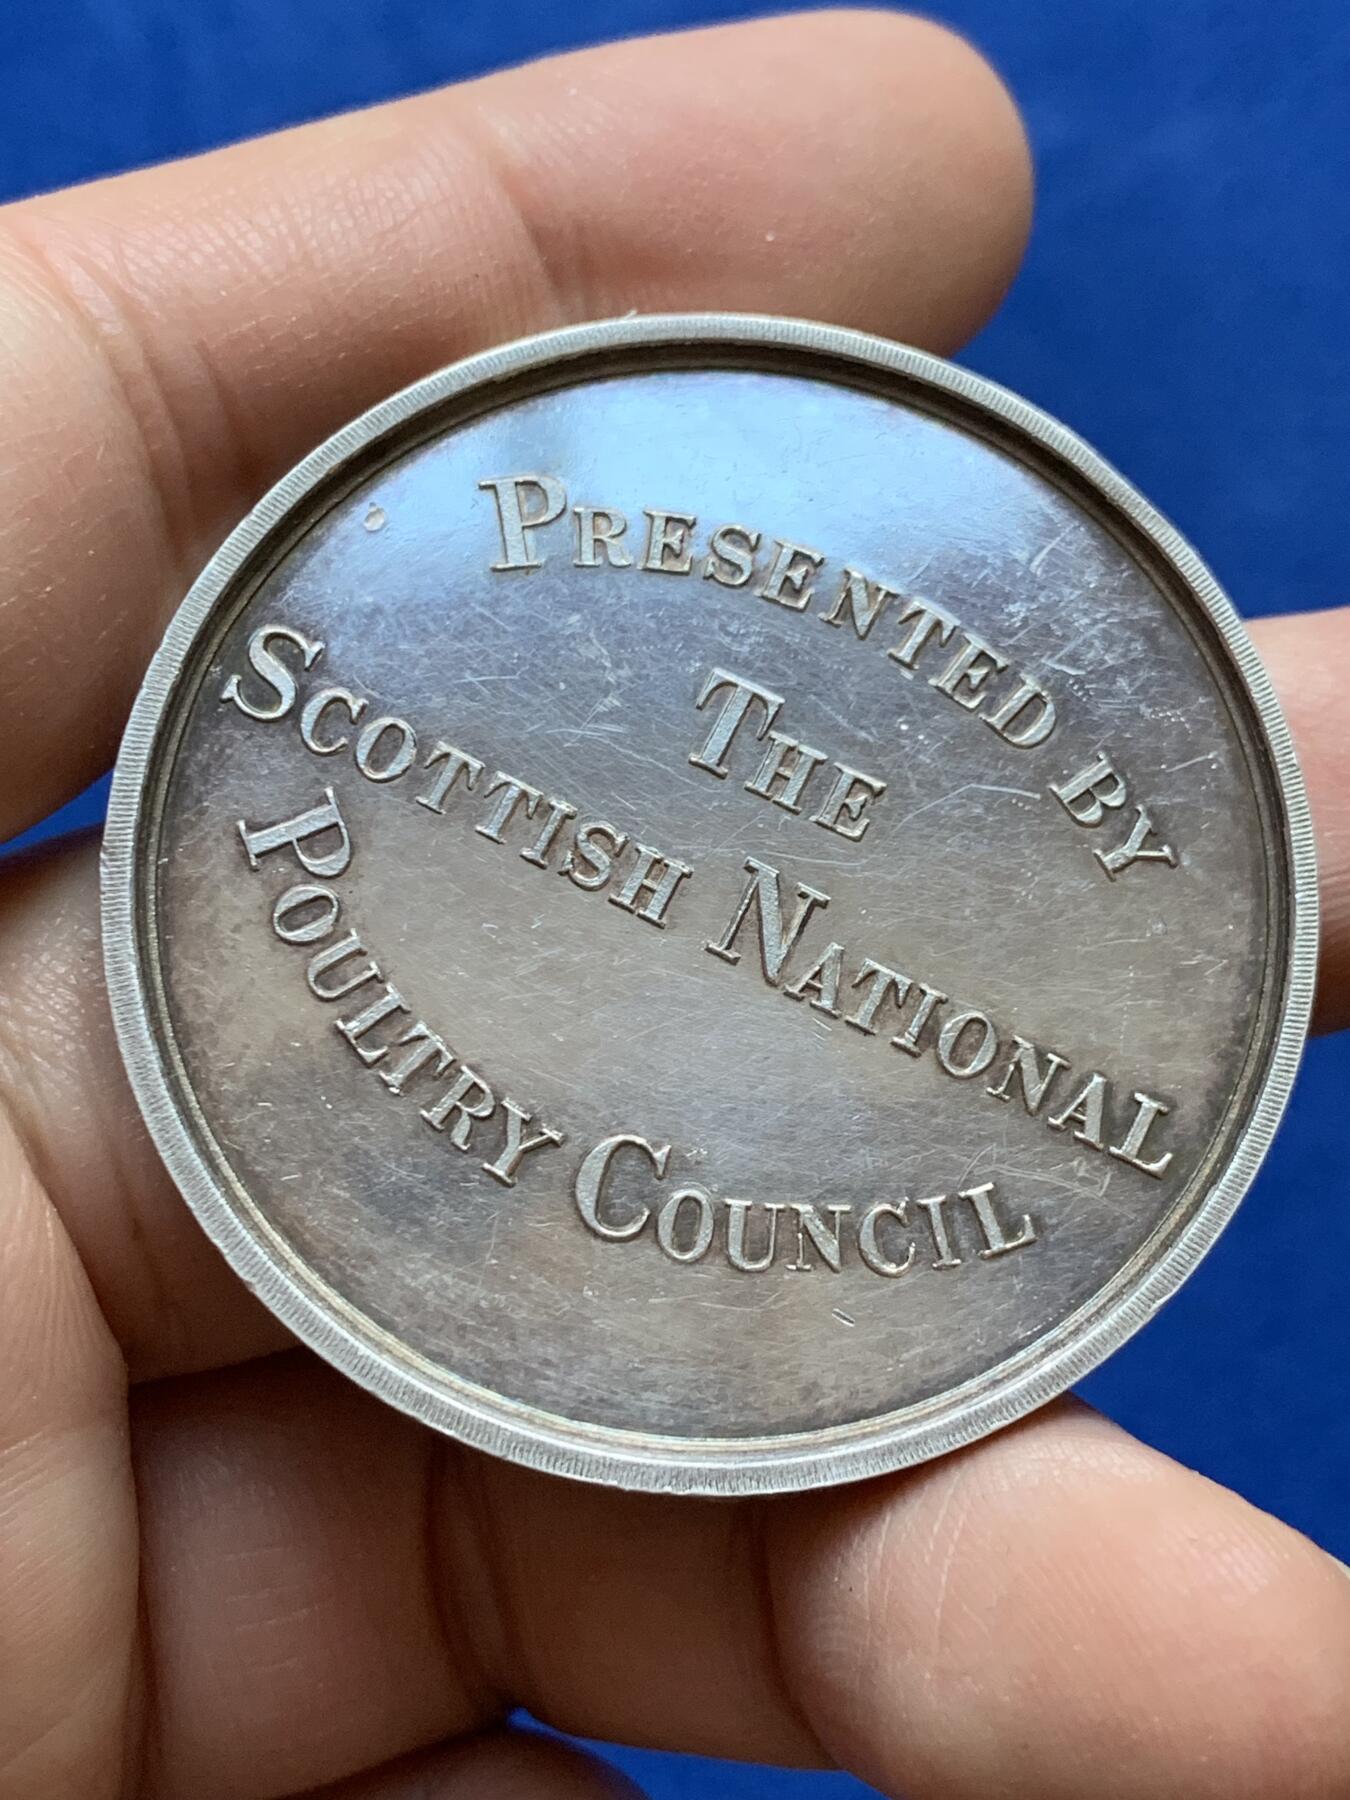 PRESENTED BY
THE
SCOTTISH NATIONAL
POULTRY COUNCIL